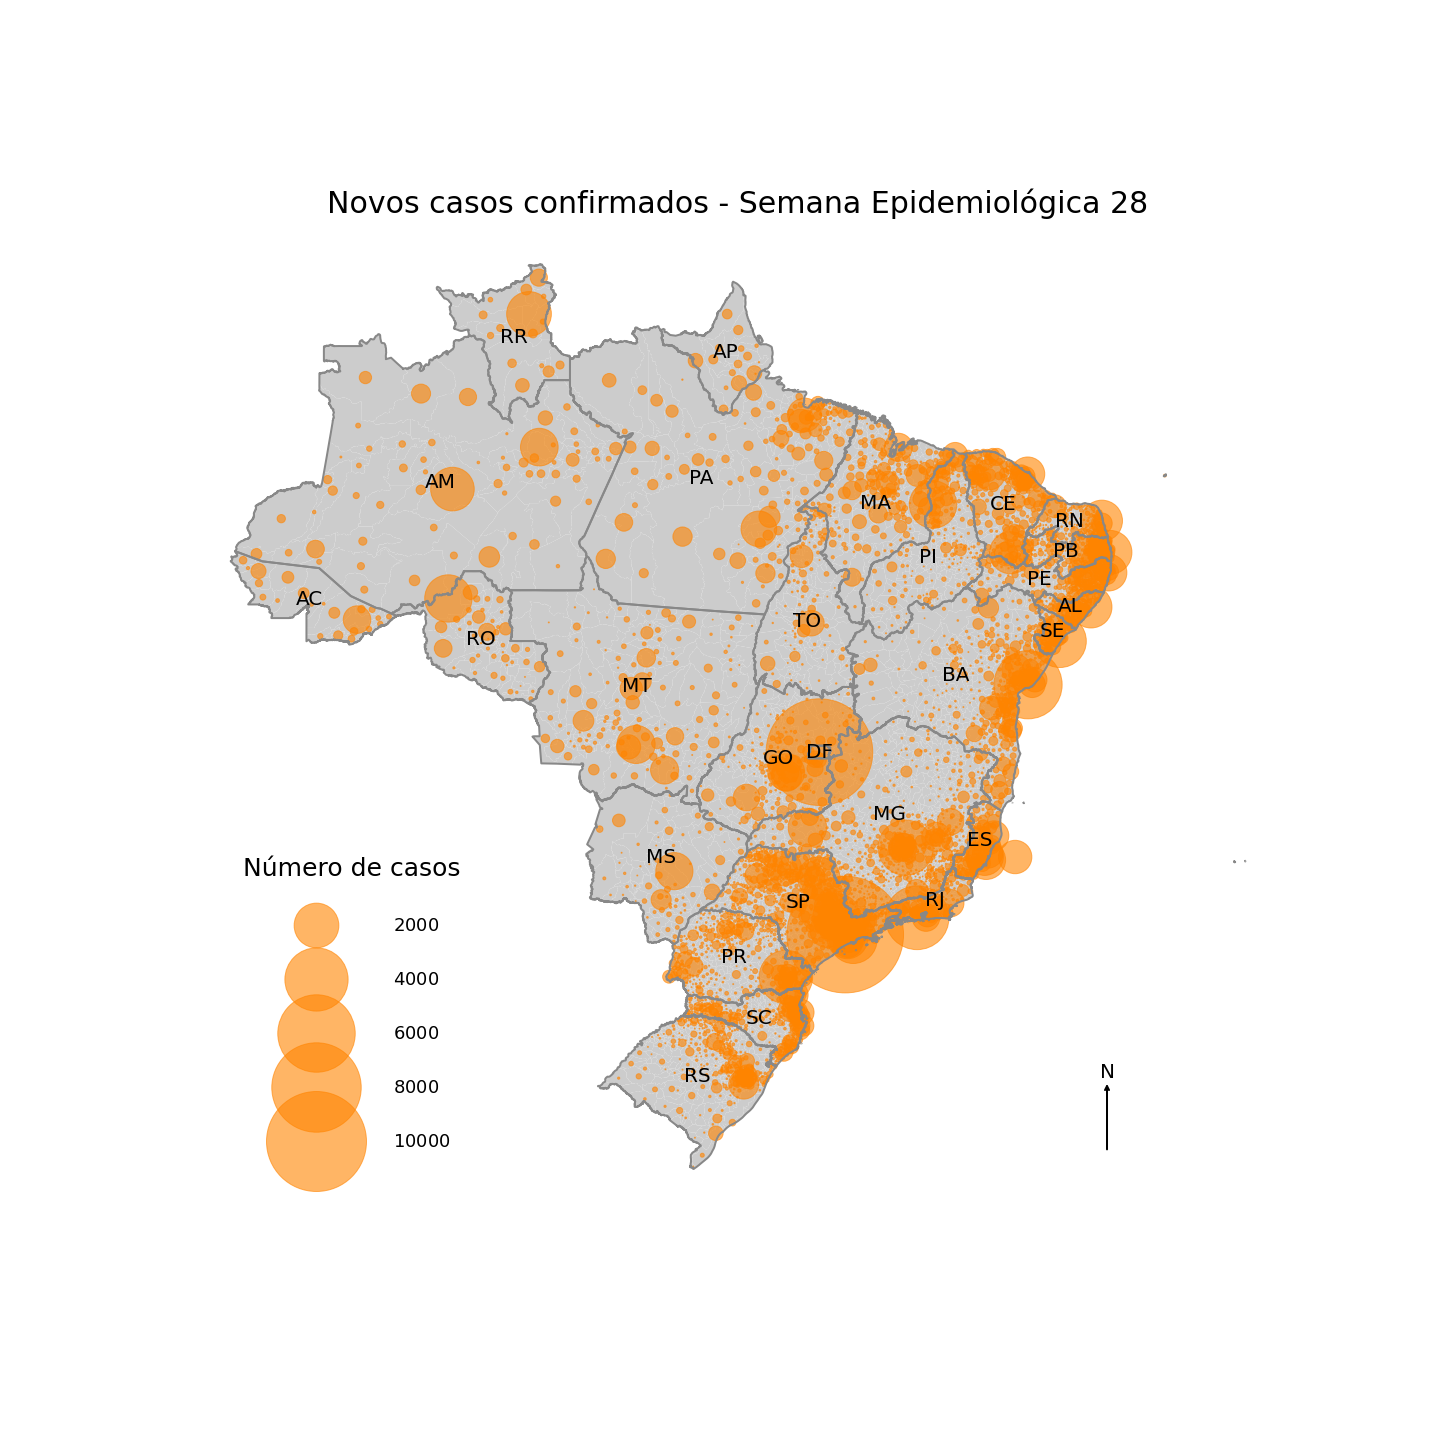 Novos casos confirmados - Semana Epidemiológica 28
RR
AP
AM
PA
MA
CE
RN
PB
PI
PE
AC
AL
TO
SE
RO
BA
MT
DF
GO
MG
ES
MS
SP
RJ
PR
SC
RS
Número de casos
2000
4000
6000
8000
10000
N